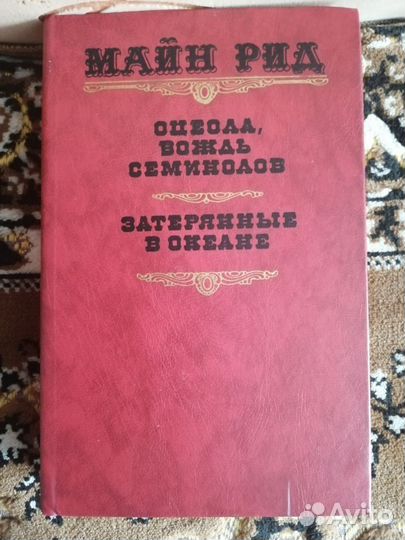 МАЙН РИД
ОЦЕОЛА,
ВОЖДЬ
СЕМИНОЛОВ
ЗАТЕРЯННЫЕ
В ОКЕАНЕ
Avito